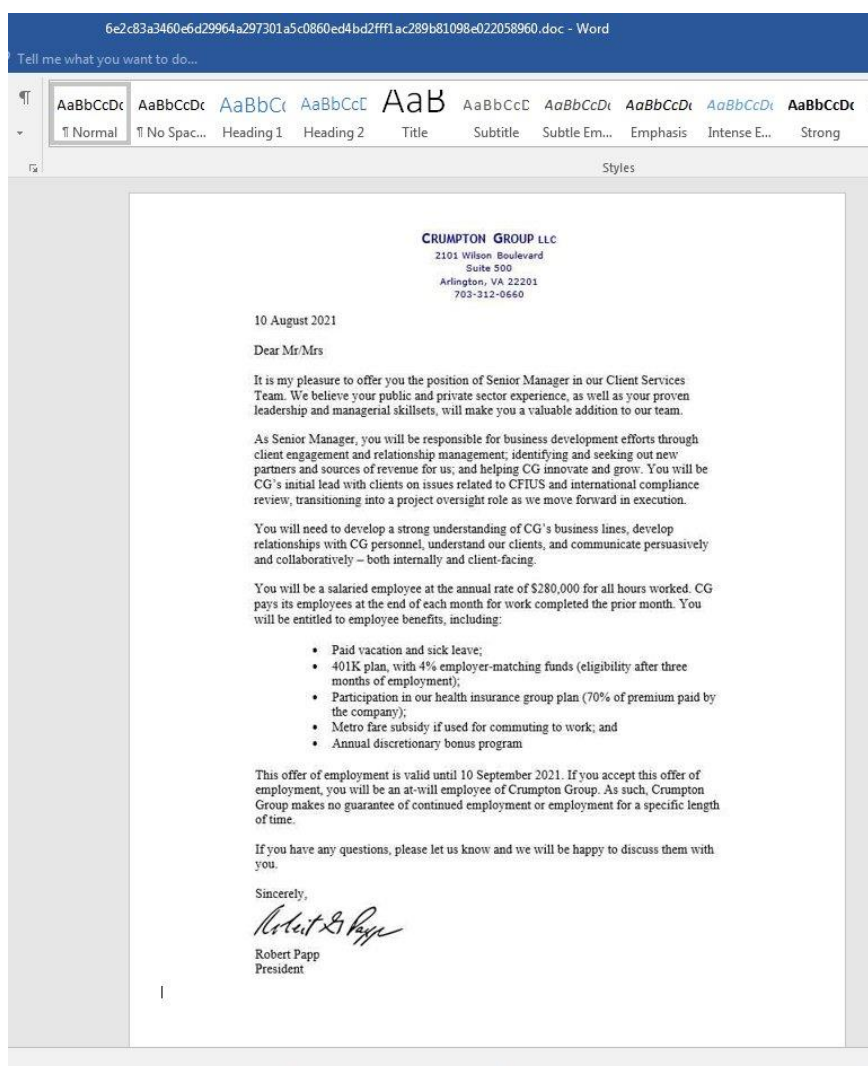 6e2c83a3460e6d29964a297301a5c0860ed4bd2fff1ac289b81098e022058960.doc - Word
Tell me what you want to do...
¶ AaBbCcDc AaBbCcDc AaBbC AaBbCcD AaB AaBbCcD AaBbCcDc AaBbCcDc AaBbCcDc AaBbCcDc
¶ Normal ¶ No Spac... Heading 1 Heading 2 Title Subtitle Subtle Em... Emphasis Intense E... Strong
Styles
CRUMPTON GROUP LLC
2101 Wilson Boulevard
Suite 500
Arlington, VA 22201
703-312-0660
10 August 2021
Dear Mr/Mrs
It is my pleasure to offer you the position of Senior Manager in our Client Services
Team. We believe your public and private sector experience, as well as your proven
leadership and managerial skillsets, will make you a valuable addition to our team.
As Senior Manager, you will be responsible for business development efforts through
client engagement and relationship management; identifying and seeking out new
partners and sources of revenue for us; and helping CG innovate and grow. You will be
CG's initial lead with clients on issues related to CFIUS and international compliance
review, transitioning into a project oversight role as we move forward in execution.
You will need to develop a strong understanding of CG's business lines, develop
relationships with CG personnel, understand our clients, and communicate persuasively
and collaboratively – both internally and client-facing.
You will be a salaried employee at the annual rate of $280,000 for all hours worked. CG
pays its employees at the end of each month for work completed the prior month. You
will be entitled to employee benefits, including:
• Paid vacation and sick leave;
• 401K plan, with 4% employer-matching funds (eligibility after three
months of employment);
• Participation in our health insurance group plan (70% of premium paid by
the company);
• Metro fare subsidy if used for commuting to work; and
• Annual discretionary bonus program
This offer of employment is valid until 10 September 2021. If you accept this offer of
employment, you will be an at-will employee of Crumpton Group. As such, Crumpton
Group makes no guarantee of continued employment or employment for a specific length
of time.
If you have any questions, please let us know and we will be happy to discuss them with
you.
Sincerely,
Robert G Papp
Robert Papp
President